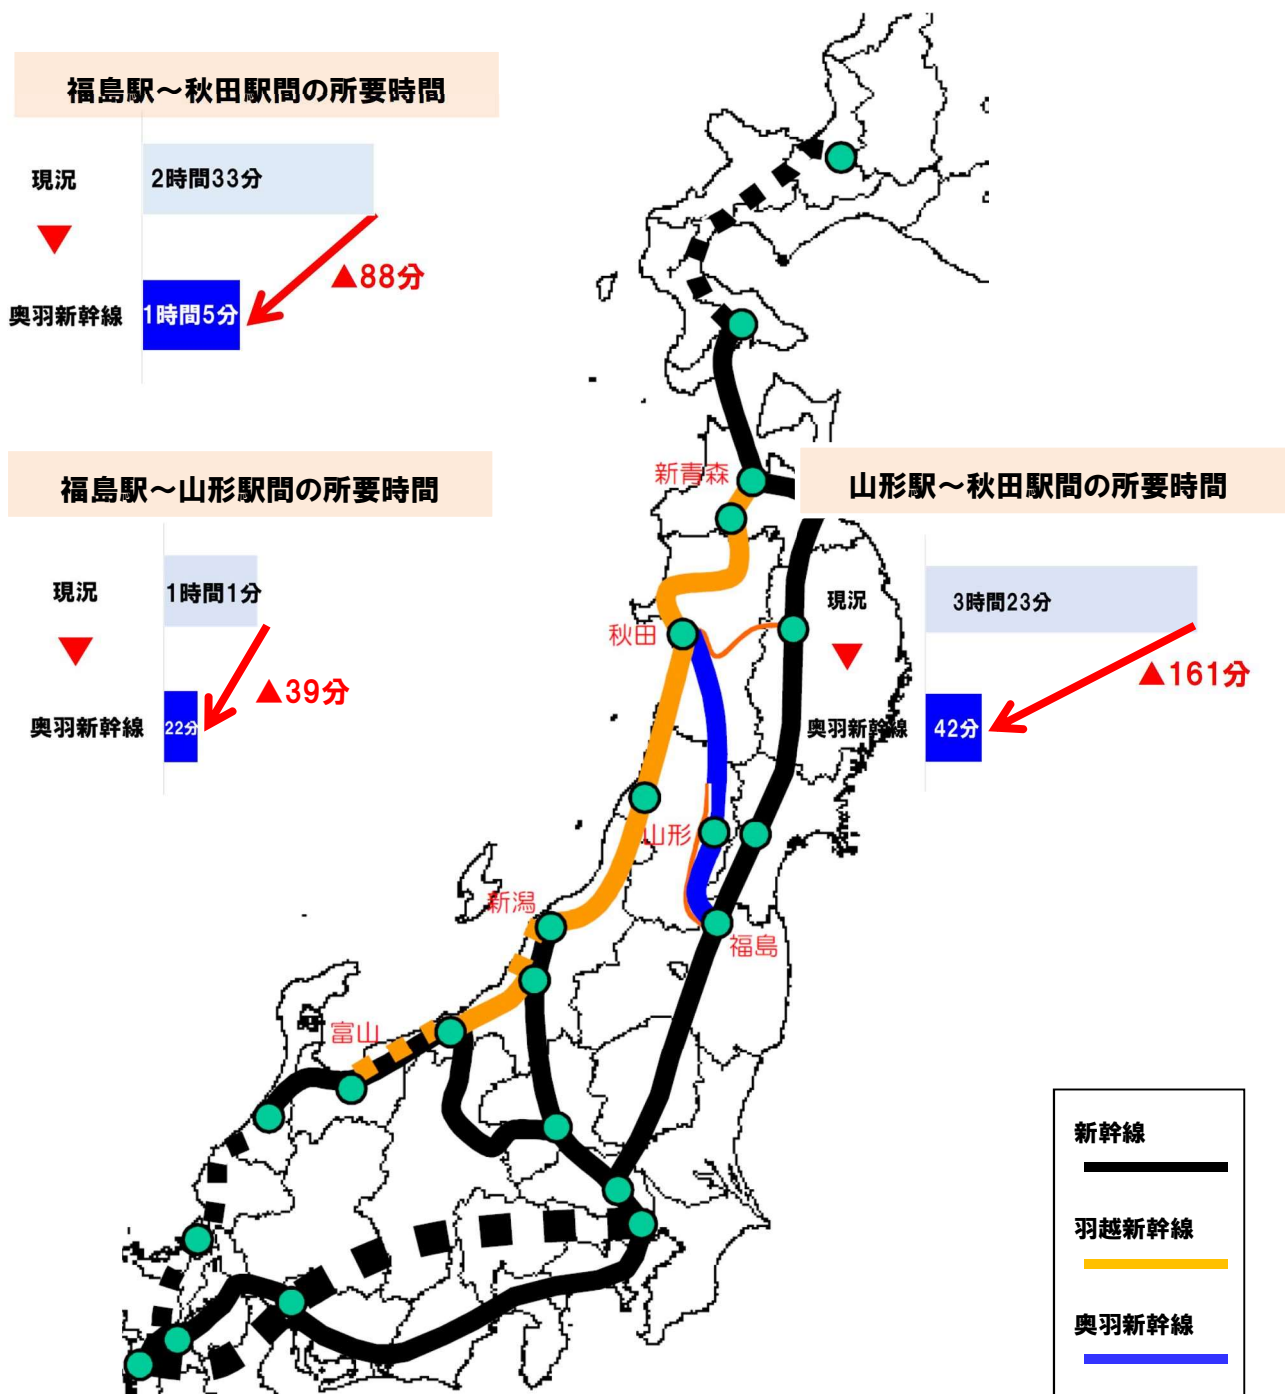 福島駅～秋田駅間の所要時間
現況
2時間33分
▲88分
奥羽新幹線
1時間5分
福島駅～山形駅間の所要時間
現況
1時間1分
▲39分
奥羽新幹線
22分
山形駅～秋田駅間の所要時間
現況
3時間23分
▲161分
奥羽新幹線
42分
新青森
秋田
山形
新潟
福島
富山
新幹線
羽越新幹線
奥羽新幹線